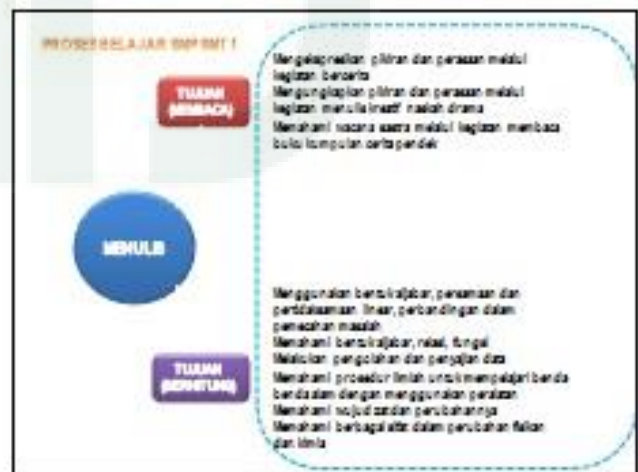 PROSES BELAJAR SMP/SMT 1
TUJUAN
(MEMBACA)
Mengekspresikan pikiran dan perasaan melalui
kegiatan bercerita
Mengungkapkan pikiran dan perasaan melalui
kegiatan menulis kreatif naskah drama
Memahami wacana sastra melalui kegiatan membaca
buku kumpulan cerita pendek
MENULIS
TUJUAN
(BERHITUNG)
Menggunakan bentuk aljabar, persamaan dan
pertidaksamaan linear, perbandingan dalam
pemecahan masalah
Memahami bentuk aljabar, relasi, fungsi
Melakukan pengolahan dan penyajian data
Memahami prosedur ilmiah untuk mempelajari benda
benda alam dengan menggunakan peralatan
Memahami wujud zat dan perubahannya
Memahami berbagai sifat dalam perubahan fisika
dan kimia